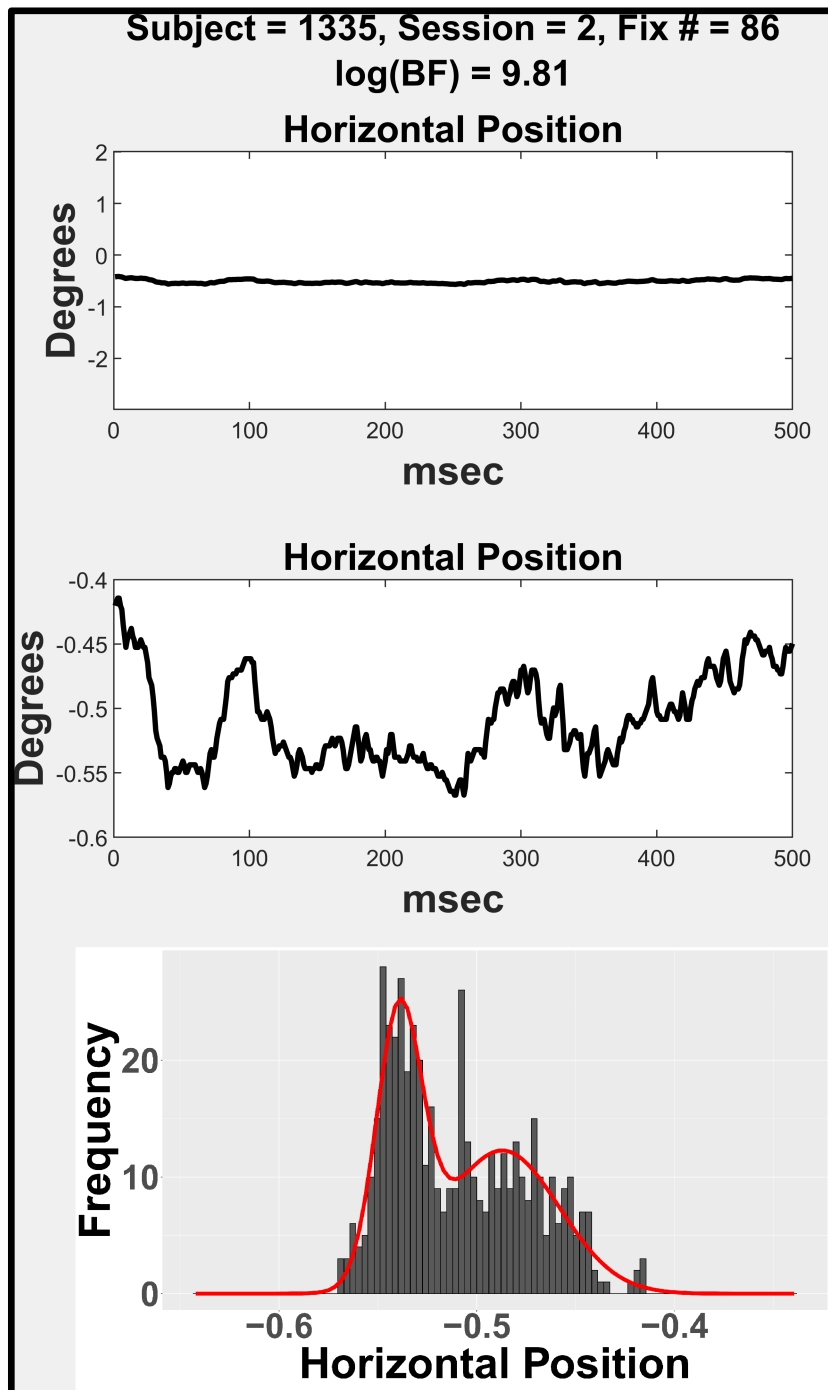 Subject = 1335, Session = 2, Fix # = 86
log(BF) = 9.81
Horizontal Position
Degrees
2
1
0
-1
-2
0 100 200 300 400 500
msec
Horizontal Position
Degrees
-0.4
-0.45
-0.5
-0.55
-0.6
0 100 200 300 400 500
msec
Frequency
20
10
0
−0.6 −0.5 −0.4
Horizontal Position